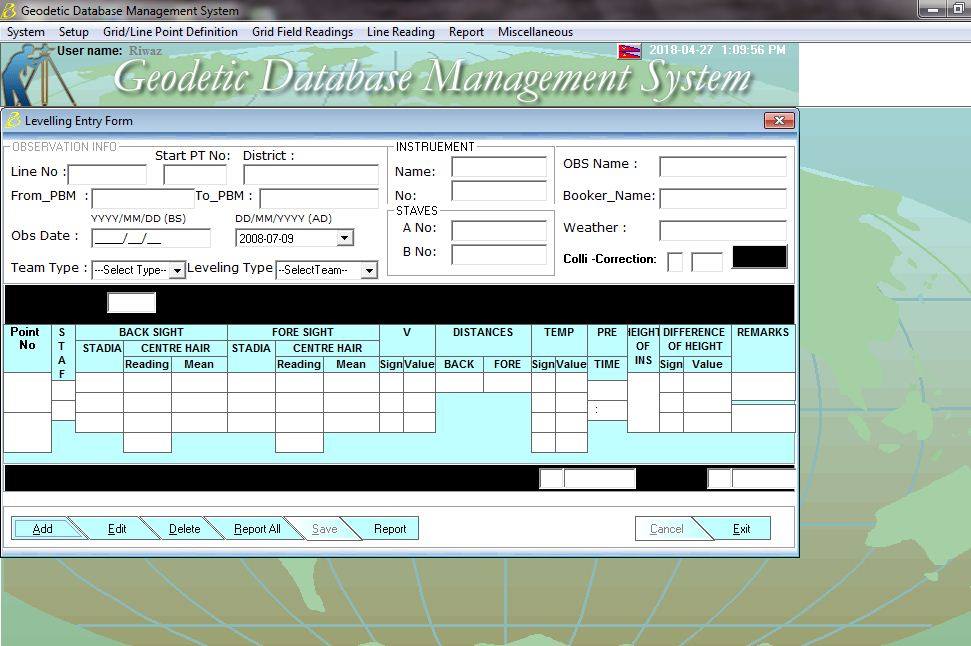 Geodetic Database Management System
System Setup Grid/Line Point Definition Grid Field Readings Line Reading Report Miscellaneous
User name: Riwaz 2018-04-27 1:09:56 PM
Geodetic Database Management System
Levelling Entry Form
OBSERVATION INFO
Line No :
Start PT No:
District :
From_PBM :
To_PBM :
YYYY/MM/DD (BS)
DD/MM/YYYY (AD)
Obs Date : ____/__/__ 2008-07-09
Team Type : --Select Type-- Leveling Type --SelectTeam--
INSTRUEMENT
Name:
No:
STAVES
A No:
B No:
OBS Name :
Booker_Name:
Weather :
Colli -Correction:
Point No
STAF
BACK SIGHT
STADIA
CENTRE HAIR
Reading Mean
FORE SIGHT
STADIA
CENTRE HAIR
Reading Mean
V
Sign Value
DISTANCES
BACK FORE
TEMP
Sign Value
PRE
TIME
:
HEIGHT
OF
INS
DIFFERENCE
OF HEIGHT
Sign Value
REMARKS
Add Edit Delete Report All Save Report Cancel Exit